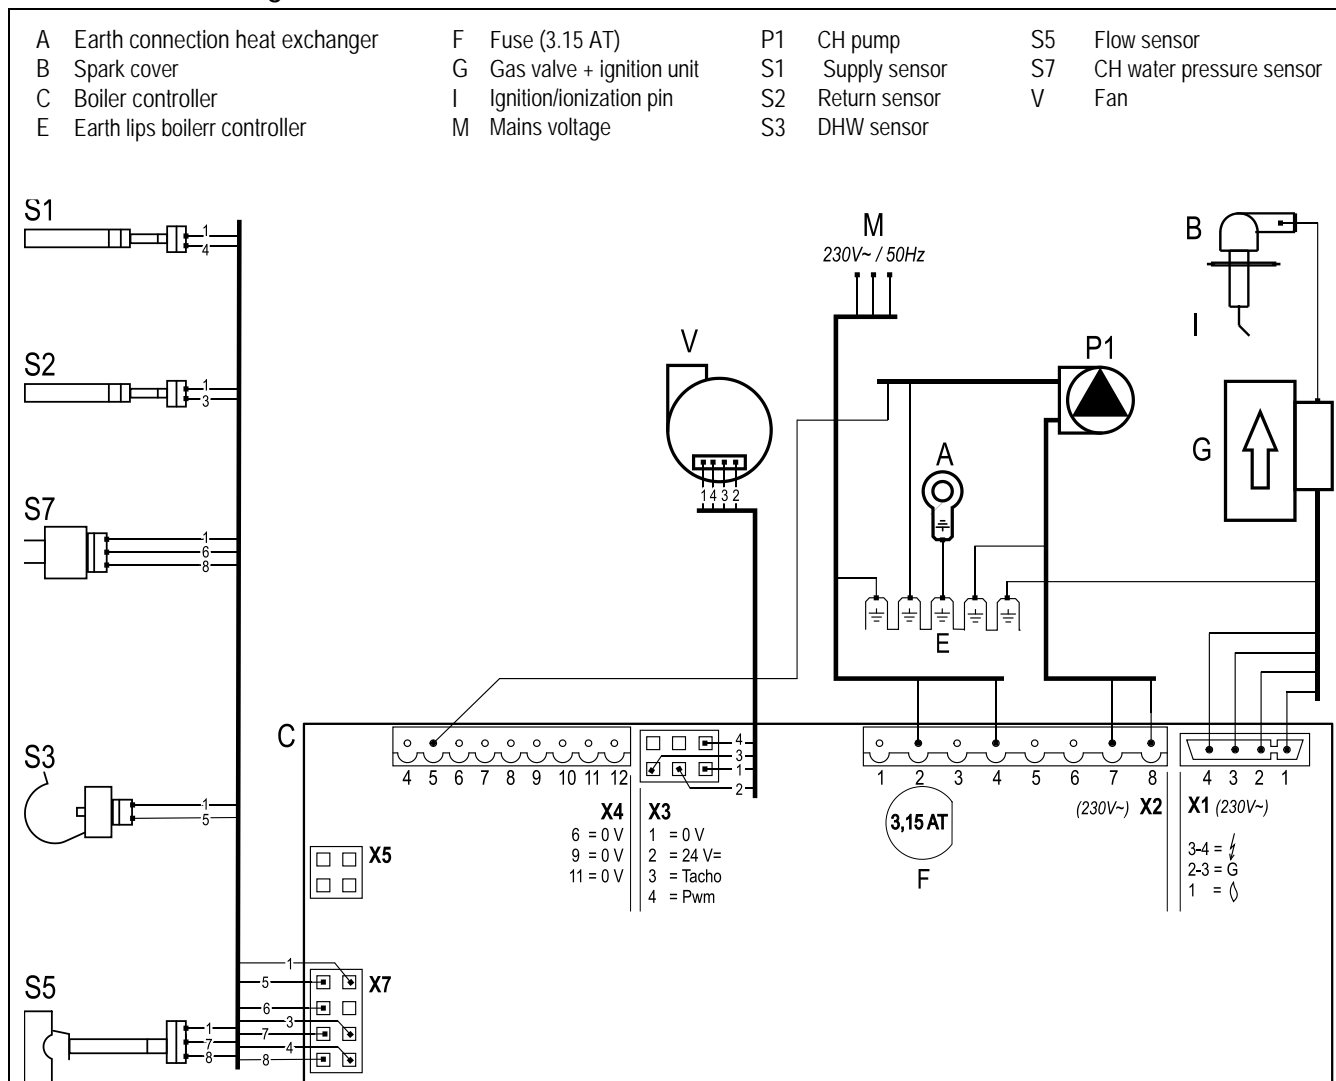 A Earth connection heat exchanger F Fuse (3.15 AT) P1 CH pump S5 Flow sensor
B Spark cover G Gas valve + ignition unit S1 Supply sensor S7 CH water pressure sensor
C Boiler controller I Ignition/ionization pin S2 Return sensor V Fan
E Earth lips boilerr controller M Mains voltage S3 DHW sensor
S1
1
4
M
230V~ / 50Hz
B
I
S2
1
3
V
1 4 3 2
P1
A
G
S7
1
6
8
E
S3
1
5
C
4 5 6 7 8 9 10 11 12
X4
6 = 0 V
9 = 0 V
11 = 0 V
4
3
1
2
X3
1 = 0 V
2 = 24 V=
3 = Tacho
4 = Pwm
1 2 3 4 5 6 7 8
(230V~) X2
3,15 AT
F
4 3 2 1
X1 (230V~)
3-4 =
2-3 = G
1 =
X5
X7
1
5
6
3
7
4
8
S5
1
7
8